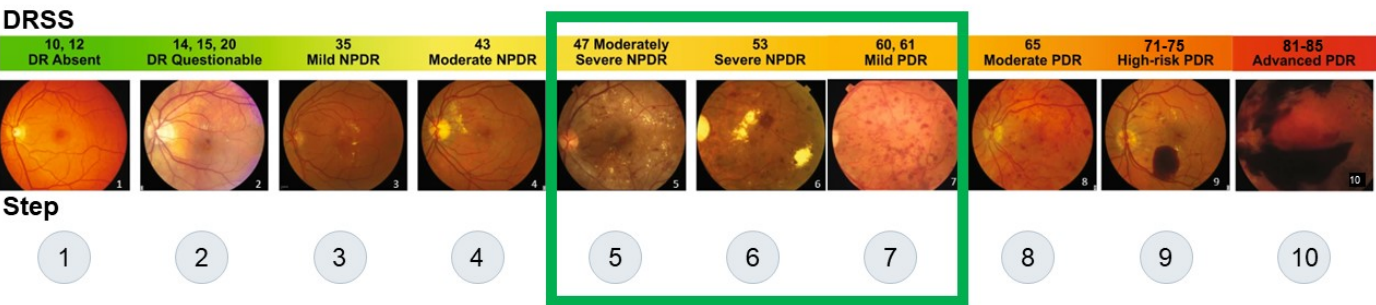 DRSS
10, 12 14, 15, 20 35 43 47 Moderately 53 60, 61 65 71-75 81-85
DR Absent DR Questionable Mild NPDR Moderate NPDR Severe NPDR Severe NPDR Mild PDR Moderate PDR High-risk PDR Advanced PDR
1 2 3 4 5 6 7 8 9 10
Step
1 2 3 4 5 6 7 8 9 10